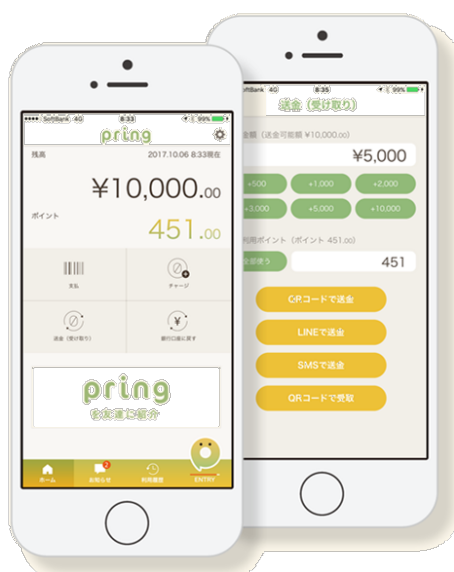 SoftBank 4G 8:33 99%
pring
残高 2017.10.06 8:33現在
¥10,000.00
ポイント
451.00
支払
チャージ
送金（受け取り）
銀行口座に戻す
pring
を友達に紹介
ホーム
お知らせ
2
利用履歴
ENTRY
oftBank 4G 8:35 99%
送金（受け取り）
金額（送金可能額 ¥10,000.00）
¥5,000
+500
+1,000
+2,000
+3,000
+5,000
+10,000
利用ポイント（ポイント 451.00）
全部使う
451
コードで送金
LINEで送金
SMSで送金
QRコードで受取